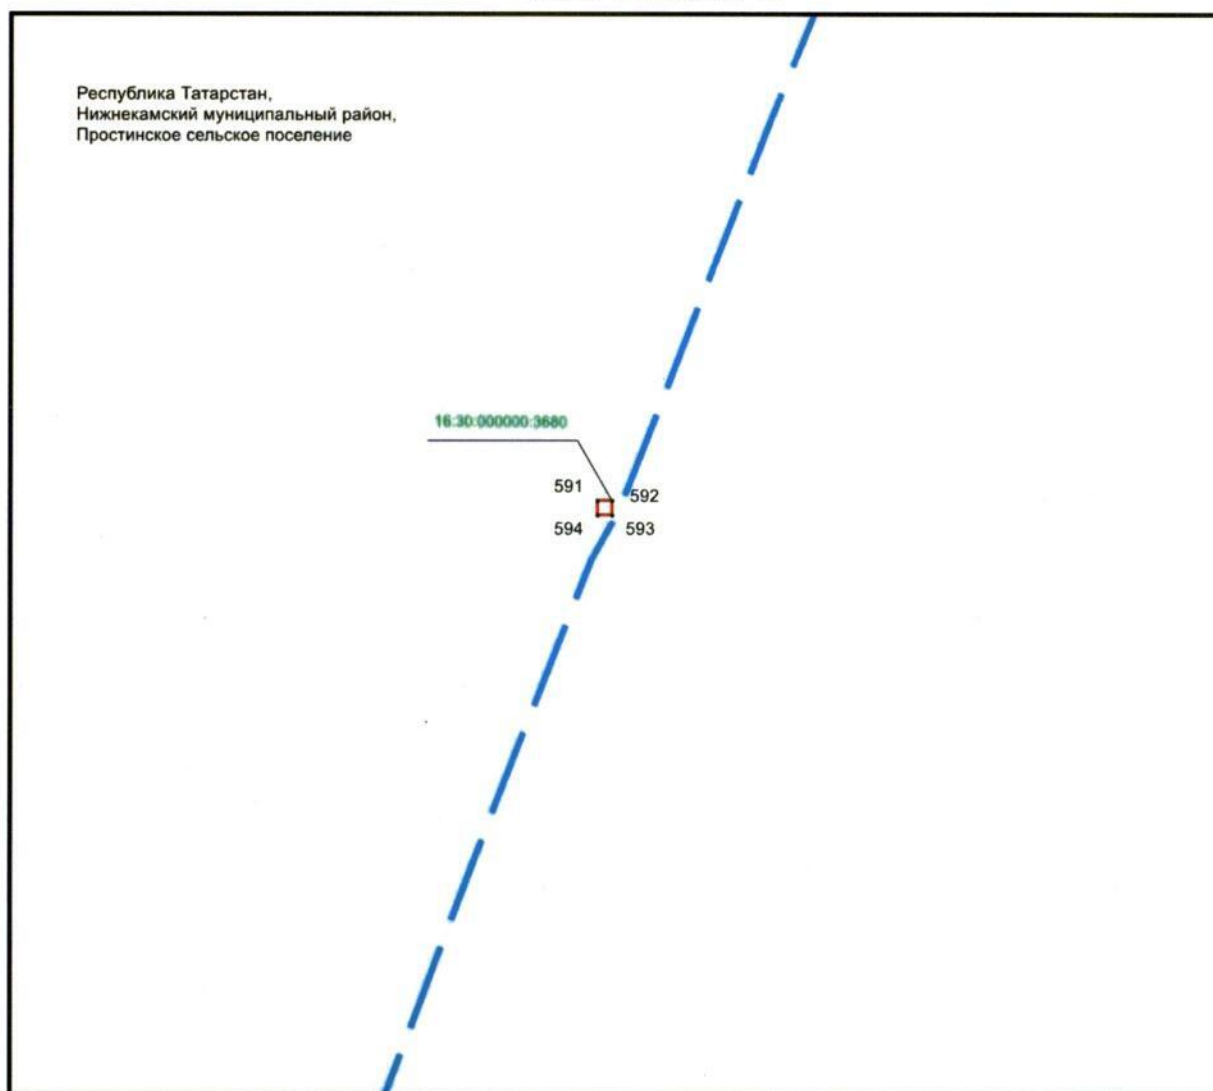 Республика Татарстан,
Нижнекамский муниципальный район,
Простинское сельское поселение
16:30:000000:3680
591
592
594
593